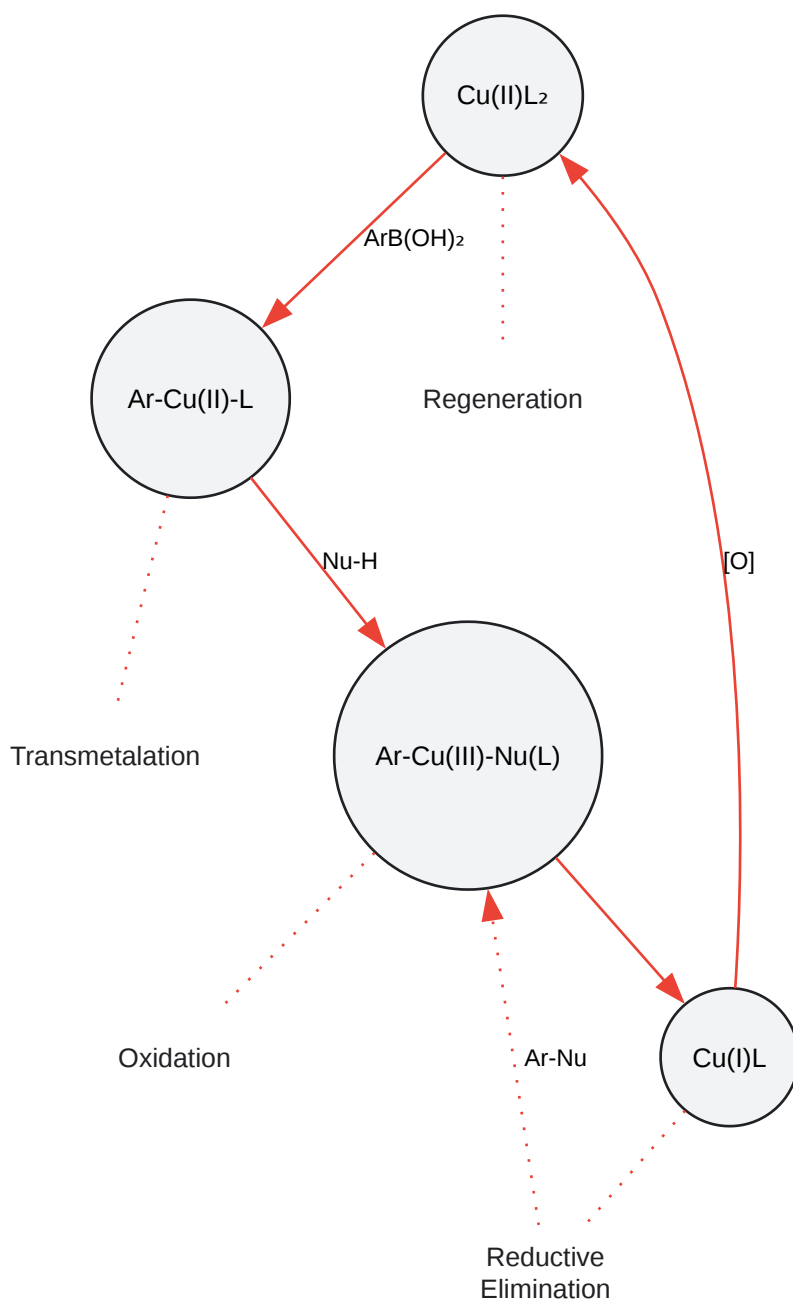 Cu(II)L₂
ArB(OH)₂
Ar-Cu(II)-L
Regeneration
Nu-H
[O]
Transmetalation
Ar-Cu(III)-Nu(L)
Oxidation
Ar-Nu
Cu(I)L
Reductive
Elimination